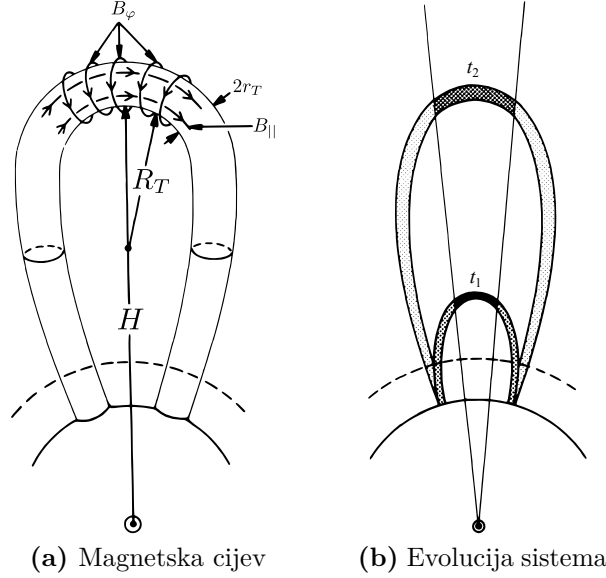 B_φ
2r_T
B_||
R_T
H
(a) Magnetska cijev
t_2
t_1
(b) Evolucija sistema